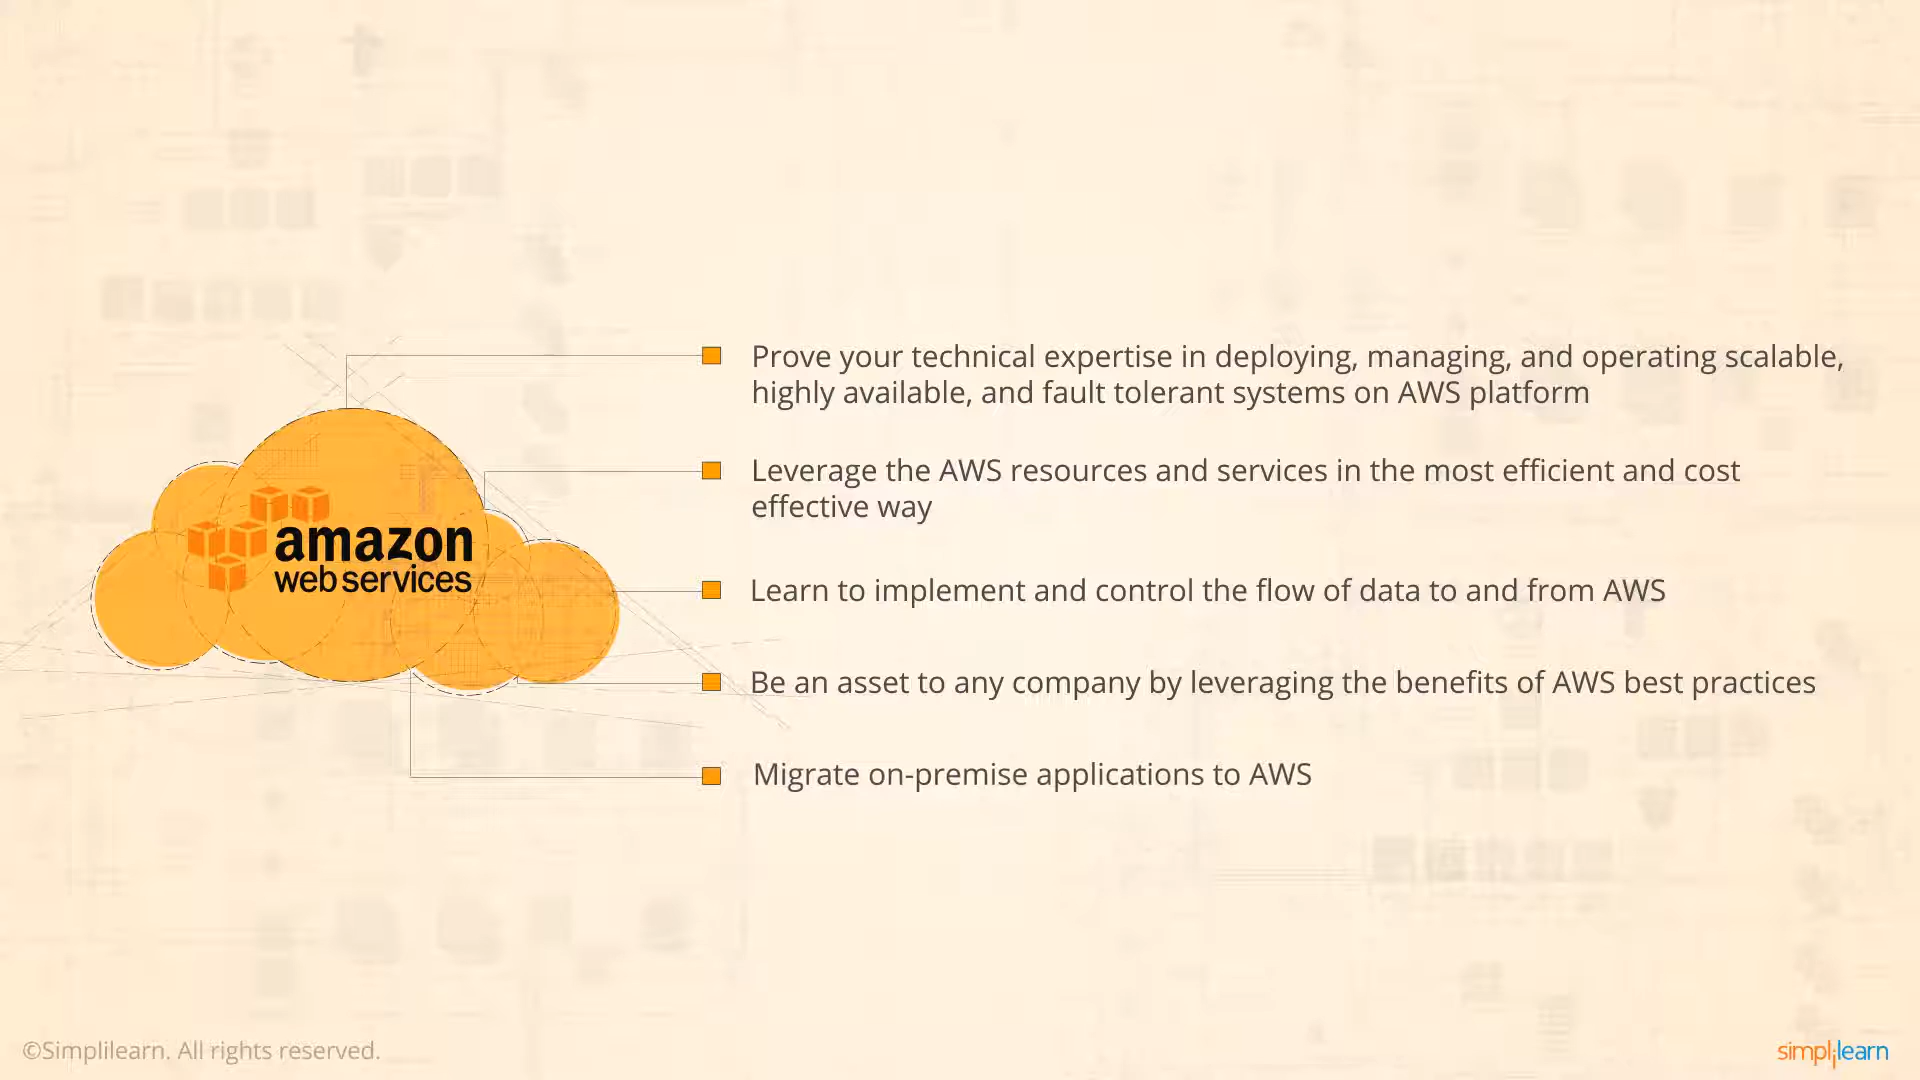 Prove your technical expertise in deploying, managing, and operating scalable,
highly available, and fault tolerant systems on AWS platform
Leverage the AWS resources and services in the most efficient and cost
effective way
amazon
web services
Learn to implement and control the flow of data to and from AWS
Be an asset to any company by leveraging the benefits of AWS best practices
Migrate on-premise applications to AWS
©Simplilearn. All rights reserved.
simplilearn